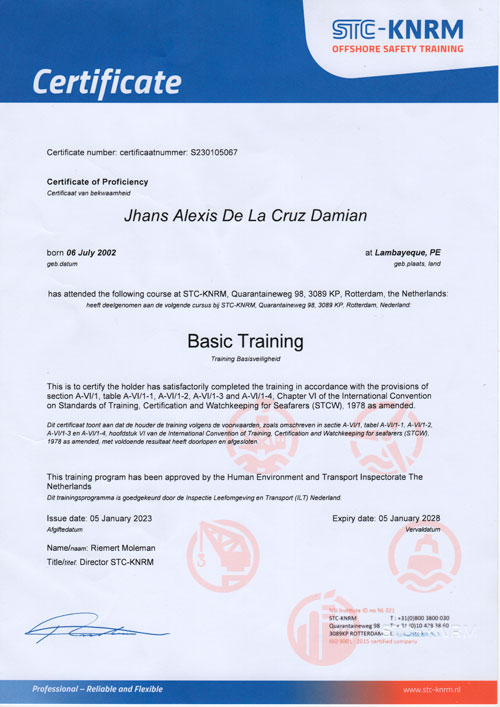 STC-KNRM
OFFSHORE SAFETY TRAINING
Certificate
Certificate number: certificaatnummer: S230105067
Certificate of Proficiency
Certificaat van bekwaamheid
Jhans Alexis De La Cruz Damian
born 06 July 2002 at Lambayeque, PE
geb.datum geb.plaats, land
has attended the following course at STC-KNRM, Quarantaineweg 98, 3089 KP, Rotterdam, the Netherlands:
heeft deelgenomen aan de volgende cursus bij STC-KNRM, Quarantaineweg 98, 3089 KP, Rotterdam, Nederland:
Basic Training
Training Basisveiligheid
This is to certify the holder has satisfactorily completed the training in accordance with the provisions of
section A-VI/1, table A-VI/1-1, A-VI/1-2, A-VI/1-3 and A-VI/1-4, Chapter VI of the International Convention
on Standards of Training, Certification and Watchkeeping for Seafarers (STCW), 1978 as amended.
Dit certificaat toont aan dat de houder de training volgens de voorwaarden, zoals omschreven in sectie A-VI/1, tabel A-VI/1-1, A-VI/1-2,
A-VI/1-3 en A-VI/1-4, hoofdstuk VI van de International Convention of Training, Certification and Watchkeeping for seafarers (STCW),
1978 as amended, met voldoende resultaat heeft doorlopen en afgesloten.
This training program has been approved by the Human Environment and Transport Inspectorate The
Netherlands
Dit trainingsprogramma is goedgekeurd door de Inspectie Leefomgeving en Transport (ILT) Nederland.
Issue date: 05 January 2023 Expiry date: 05 January 2028
Afgiftedatum Vervaldatum
Name/naam: Riemert Moleman
Title/titel: Director STC-KNRM
NSI Institute ID no NL 321
STC-KNRM T : +31(0)800 3800 030
Quarantaineweg 98
3089KP ROTTERDAM
ISO 9001 : 2015 certified company
Professional – Reliable and Flexible www.stc-knrm.nl